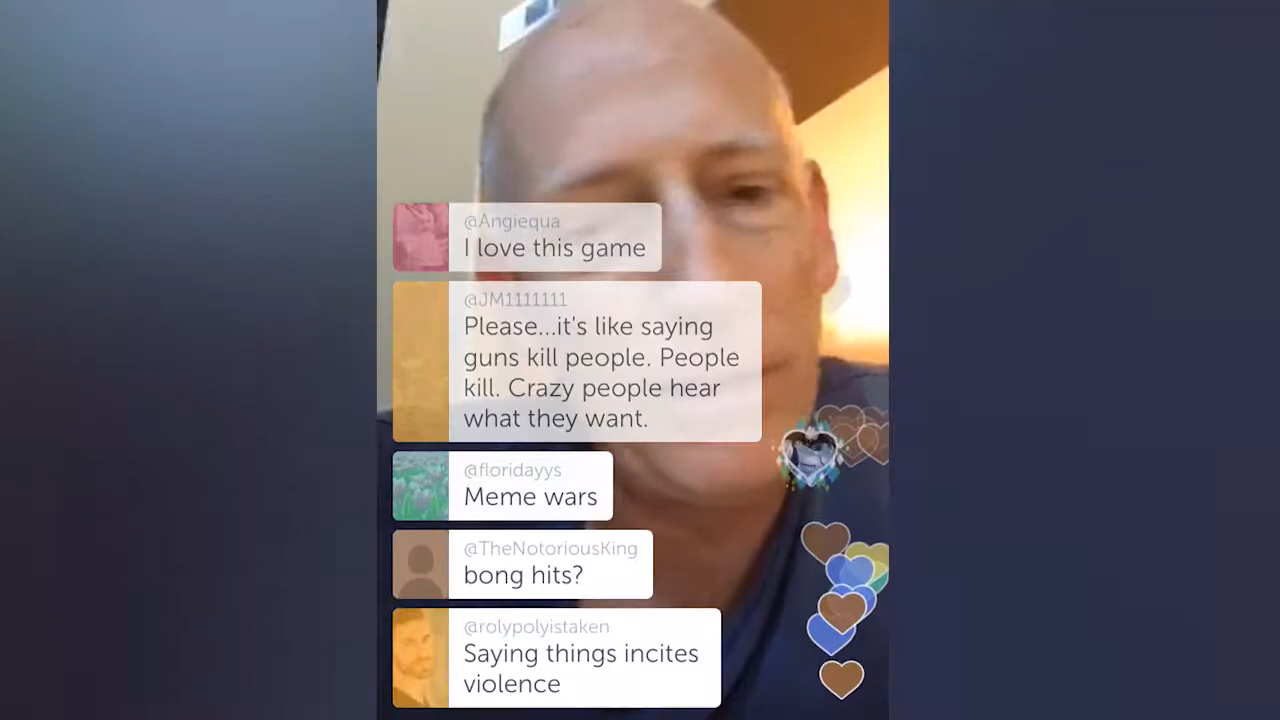 @Angiequa
I love this game
@JM1111111
Please...it's like saying
guns kill people. People
kill. Crazy people hear
what they want.
@floridayys
Meme wars
@TheNotoriousKing
bong hits?
@rolypolyistaken
Saying things incites
violence